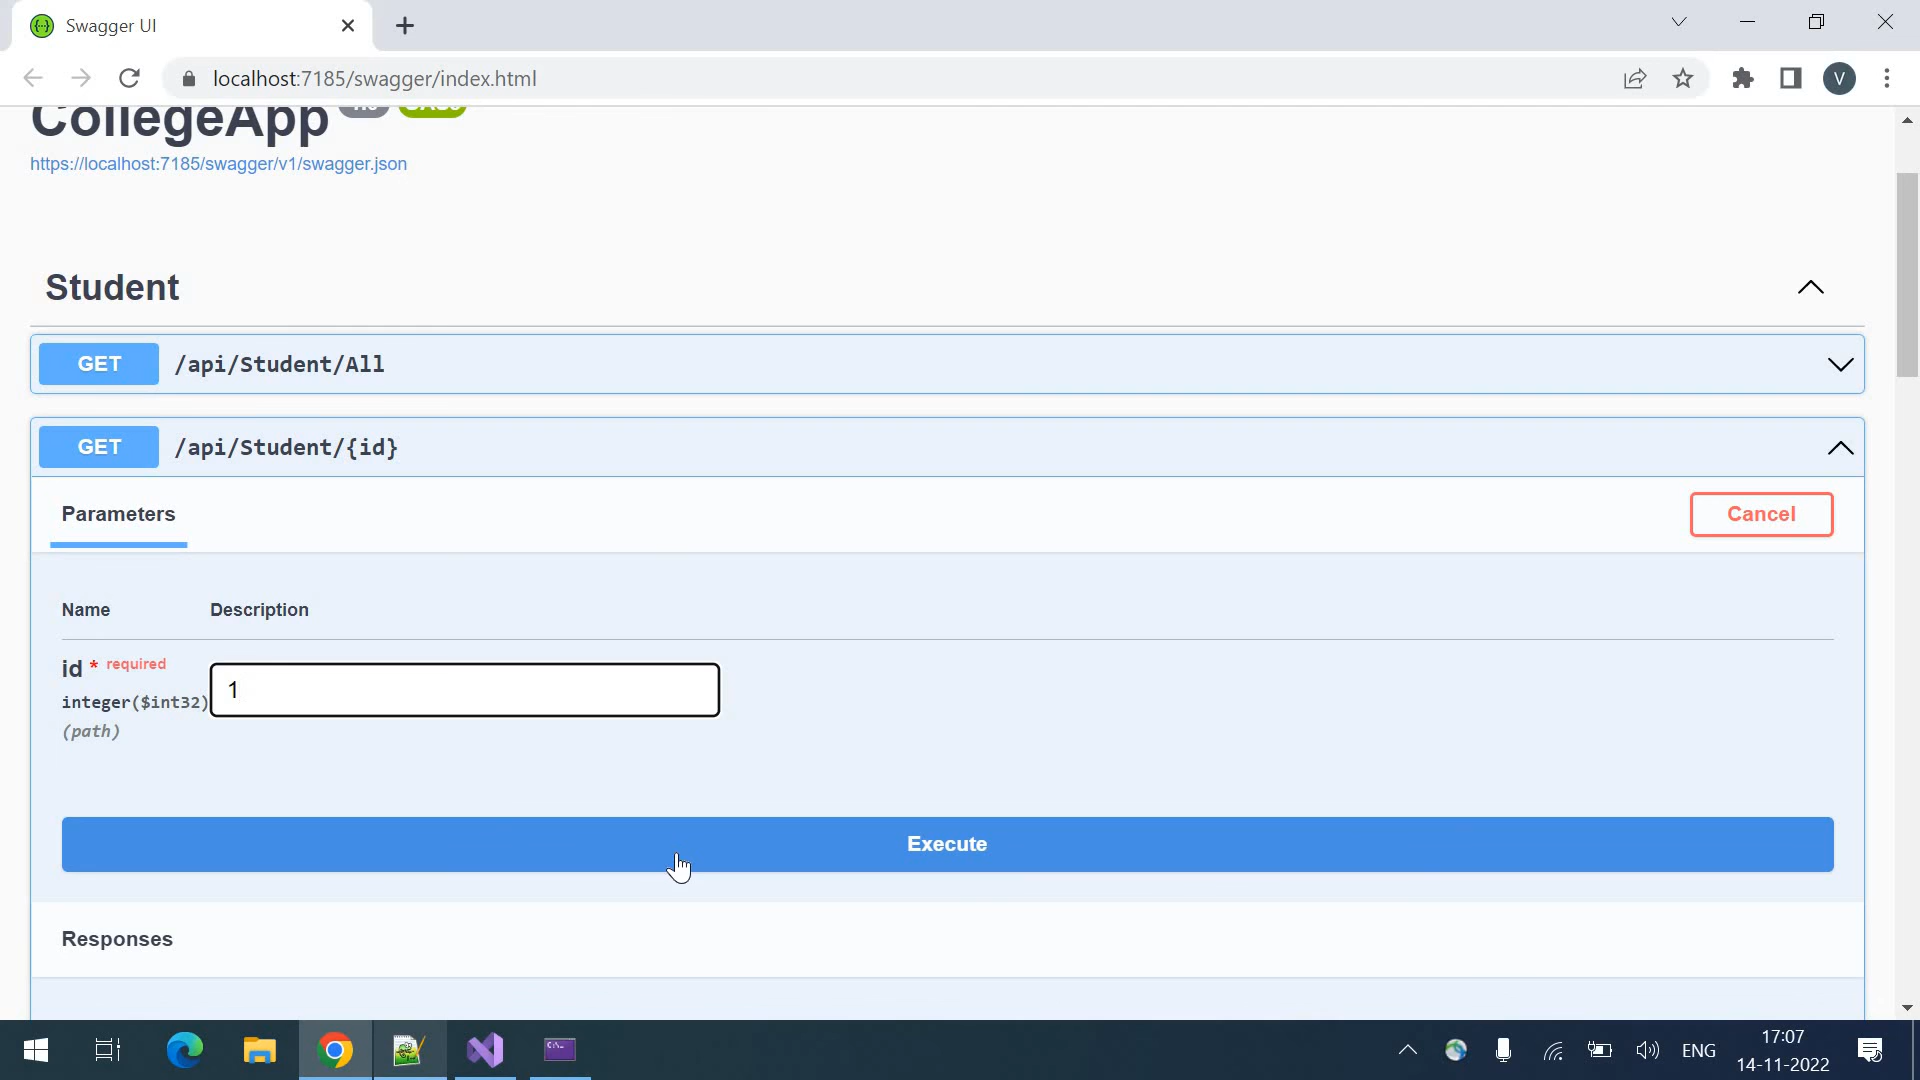 Swagger UI
localhost:7185/swagger/index.html
V
CollegeApp
https://localhost:7185/swagger/v1/swagger.json
Student
GET /api/Student/All
GET /api/Student/{id}
Parameters
Cancel
Name Description
id * required
integer($int32)
(path)
1
Execute
Responses
ENG
17:07
14-11-2022